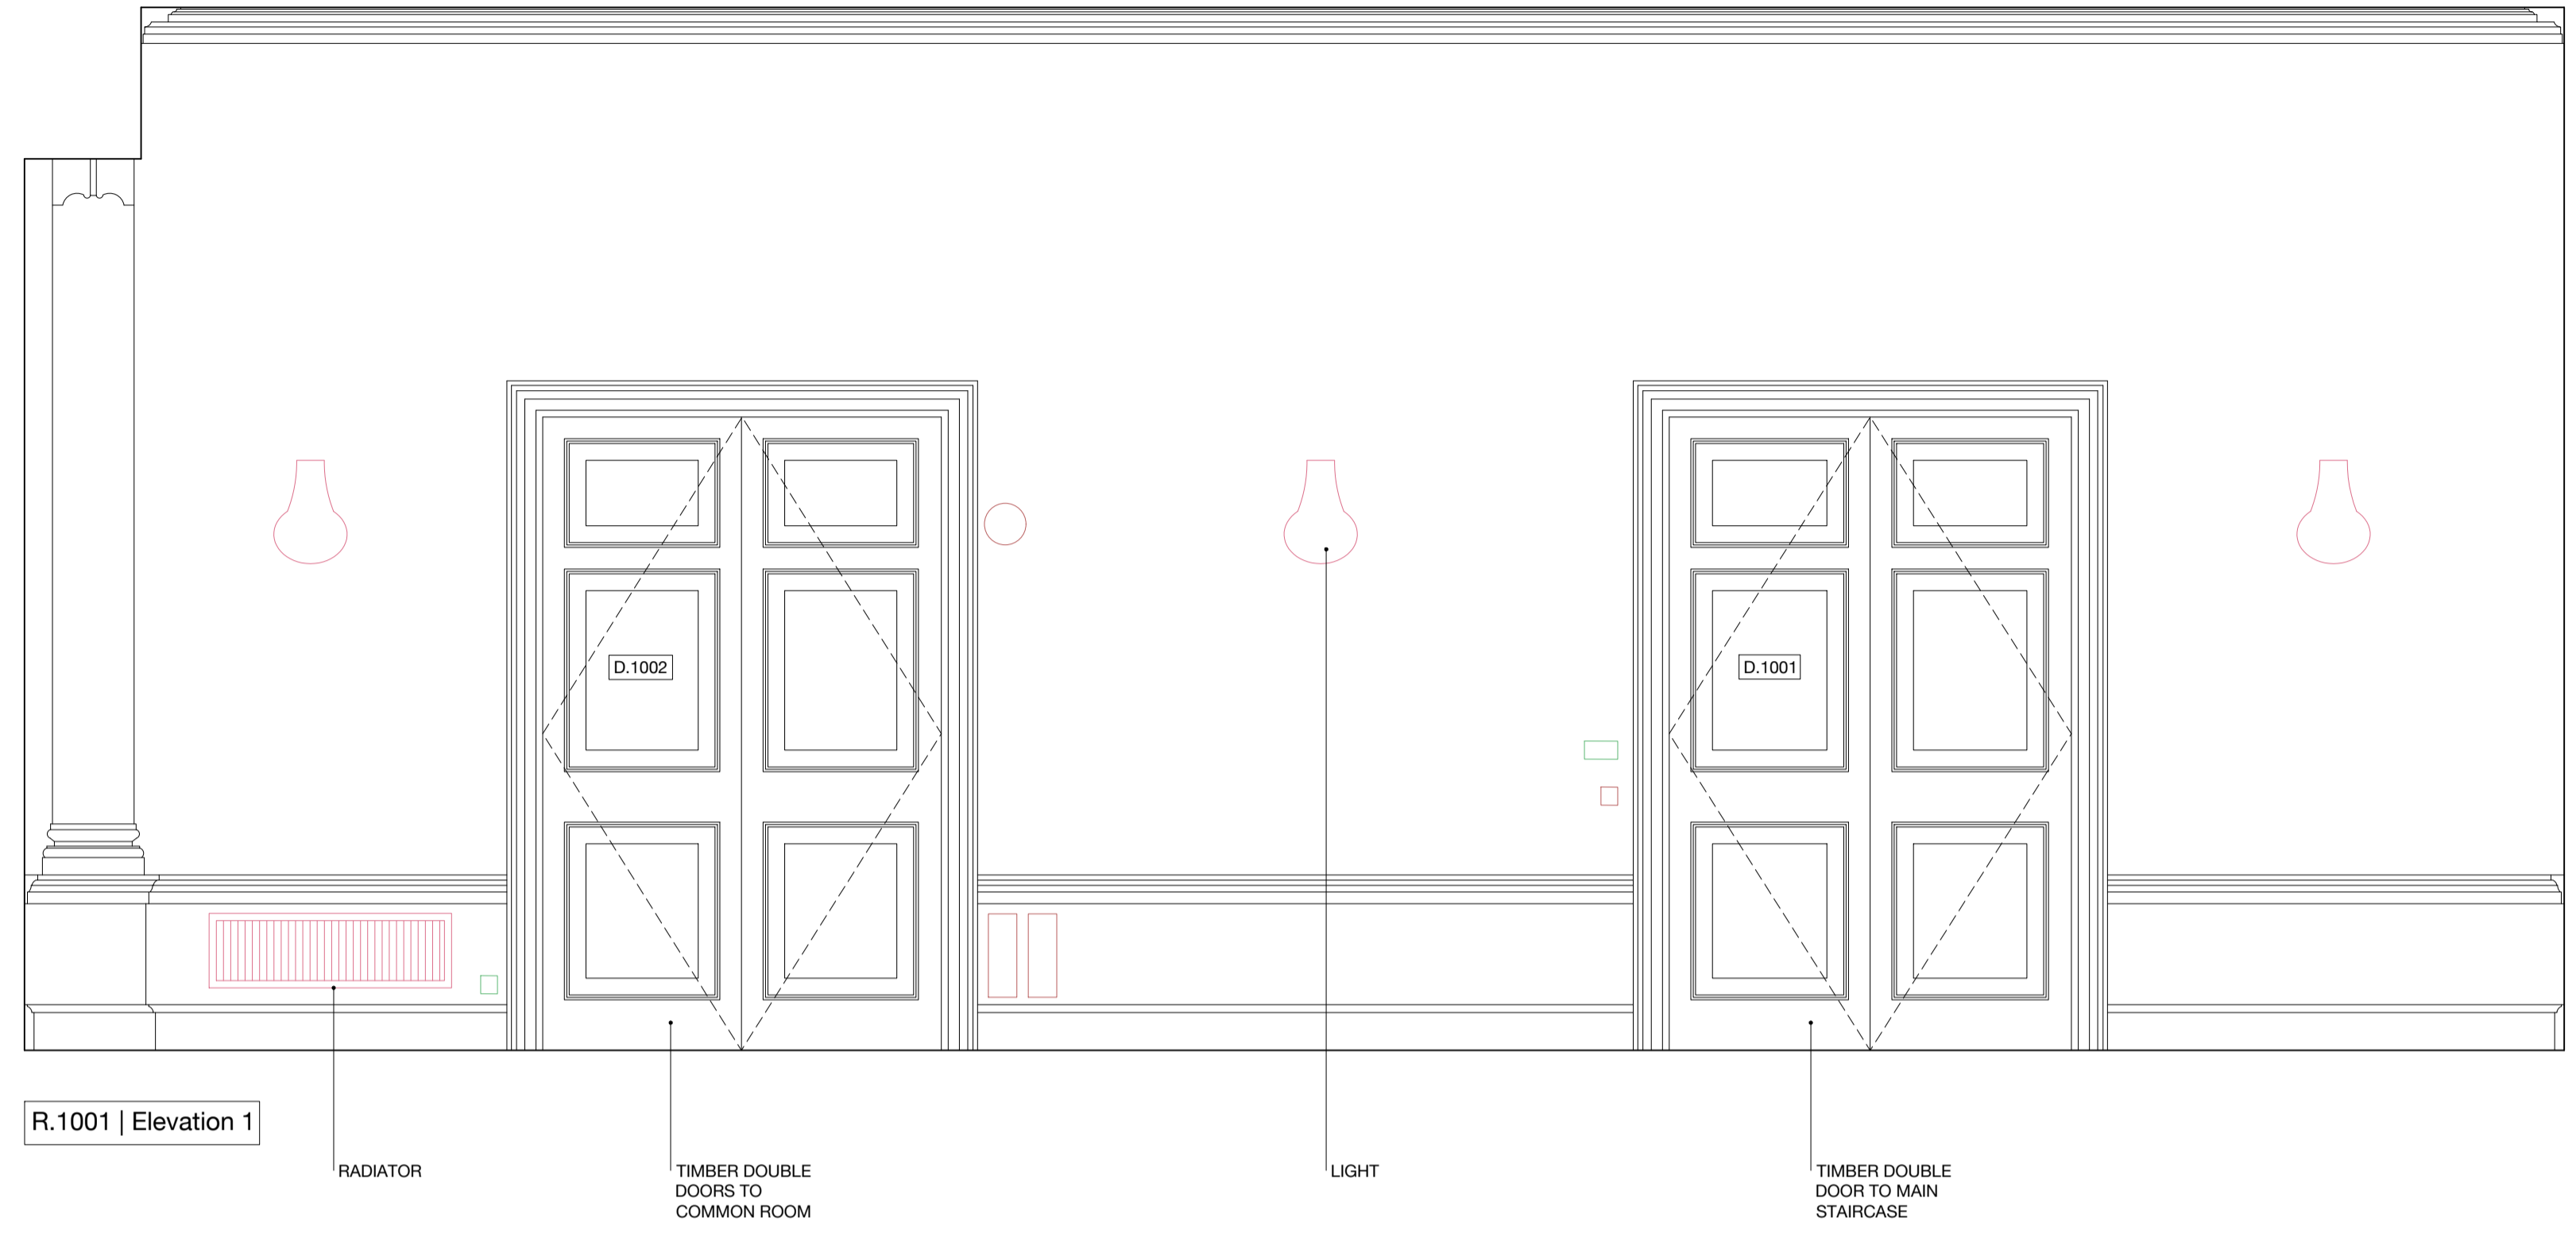 D.1002
D.1001
R.1001 | Elevation 1
RADIATOR
TIMBER DOUBLE
DOORS TO
COMMON ROOM
LIGHT
TIMBER DOUBLE
DOOR TO MAIN
STAIRCASE